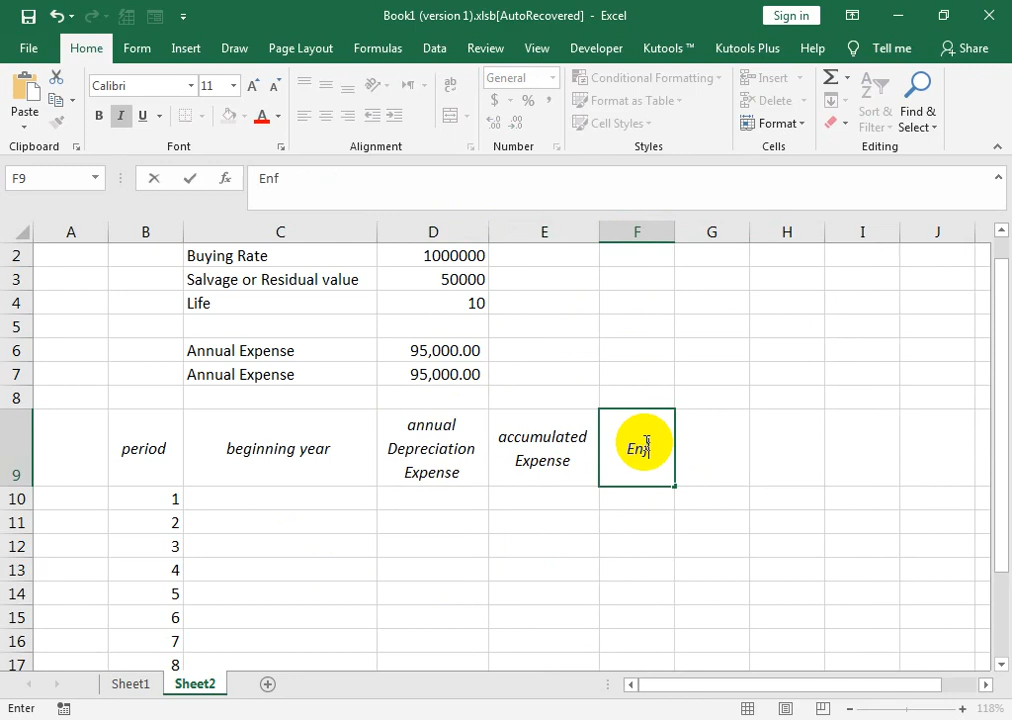 Book1 (version 1).xlsb[AutoRecovered] - Excel
Sign in
File Home Form Insert Draw Page Layout Formulas Data Review View Developer Kutools ™ Kutools Plus Help Tell me Share
Paste
Calibri 11 A A
B I U A
ab
General
$ % ,
Conditional Formatting
Format as Table
Cell Styles
Insert
Delete
Format
Σ
Sort & Filter
Find & Select
Clipboard Font Alignment Number Styles Cells Editing
F9 fx Enf
A B C D E F G H I J
2 Buying Rate 1000000
3 Salvage or Residual value 50000
4 Life 10
5
6 Annual Expense 95,000.00
7 Annual Expense 95,000.00
8
annual
Depreciation
Expense
accumulated
Expense
9 period beginning year Enf
10 1
11 2
12 3
13 4
14 5
15 6
16 7
17 8
Sheet1 Sheet2
Enter 118%